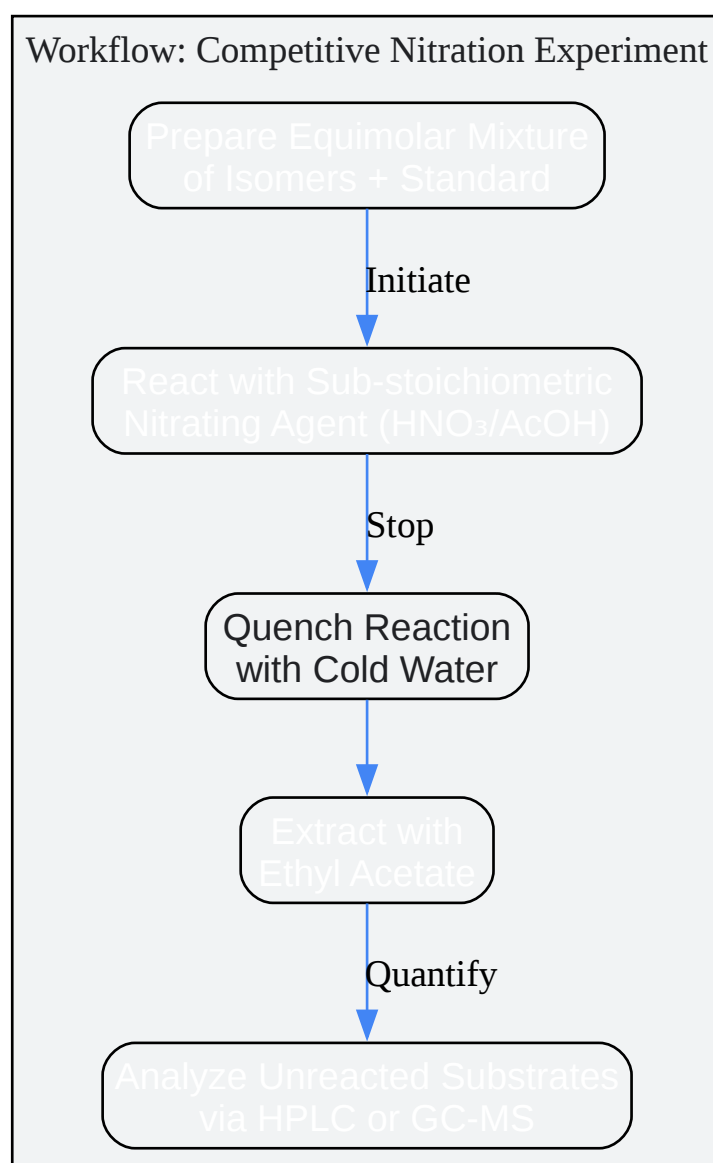 Workflow: Competitive Nitration Experiment
Prepare Equimolar Mixture
of Isomers + Standard
Initiate
React with Sub-stoichiometric
Nitrating Agent (HNO₃/AcOH)
Stop
Quench Reaction
with Cold Water
Extract with
Ethyl Acetate
Quantify
Analyze Unreacted Substrates
via HPLC or GC-MS